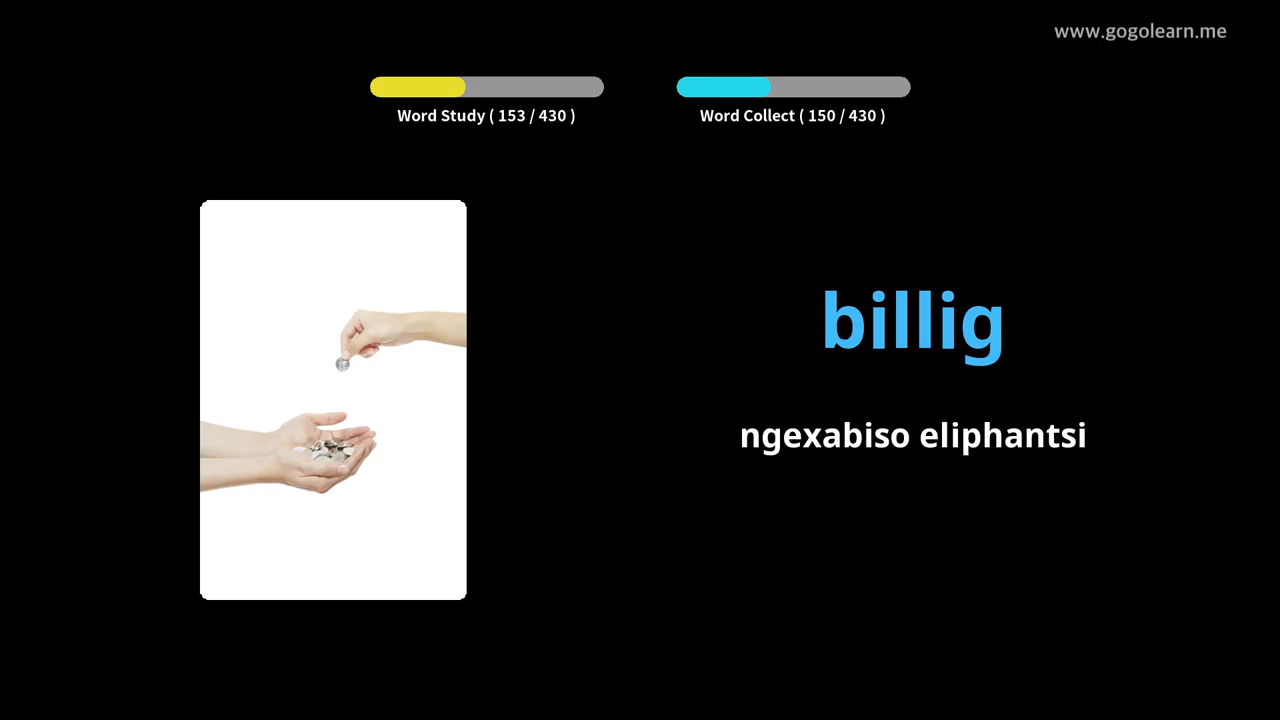 www.gogolearn.me
Word Study ( 153 / 430 )
Word Collect ( 150 / 430 )
billig
ngexabiso eliphantsi